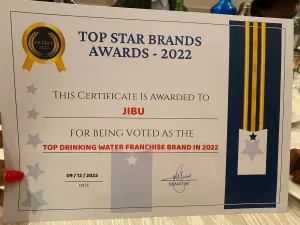 TOP STAR BRANDS
AWARDS - 2022
THIS CERTIFICATE IS AWARDED TO
JIBU
FOR BEING VOTED AS THE
TOP DRINKING WATER FRANCHISE BRAND IN 2022
09/12/2022
DATE
SIGNATURE